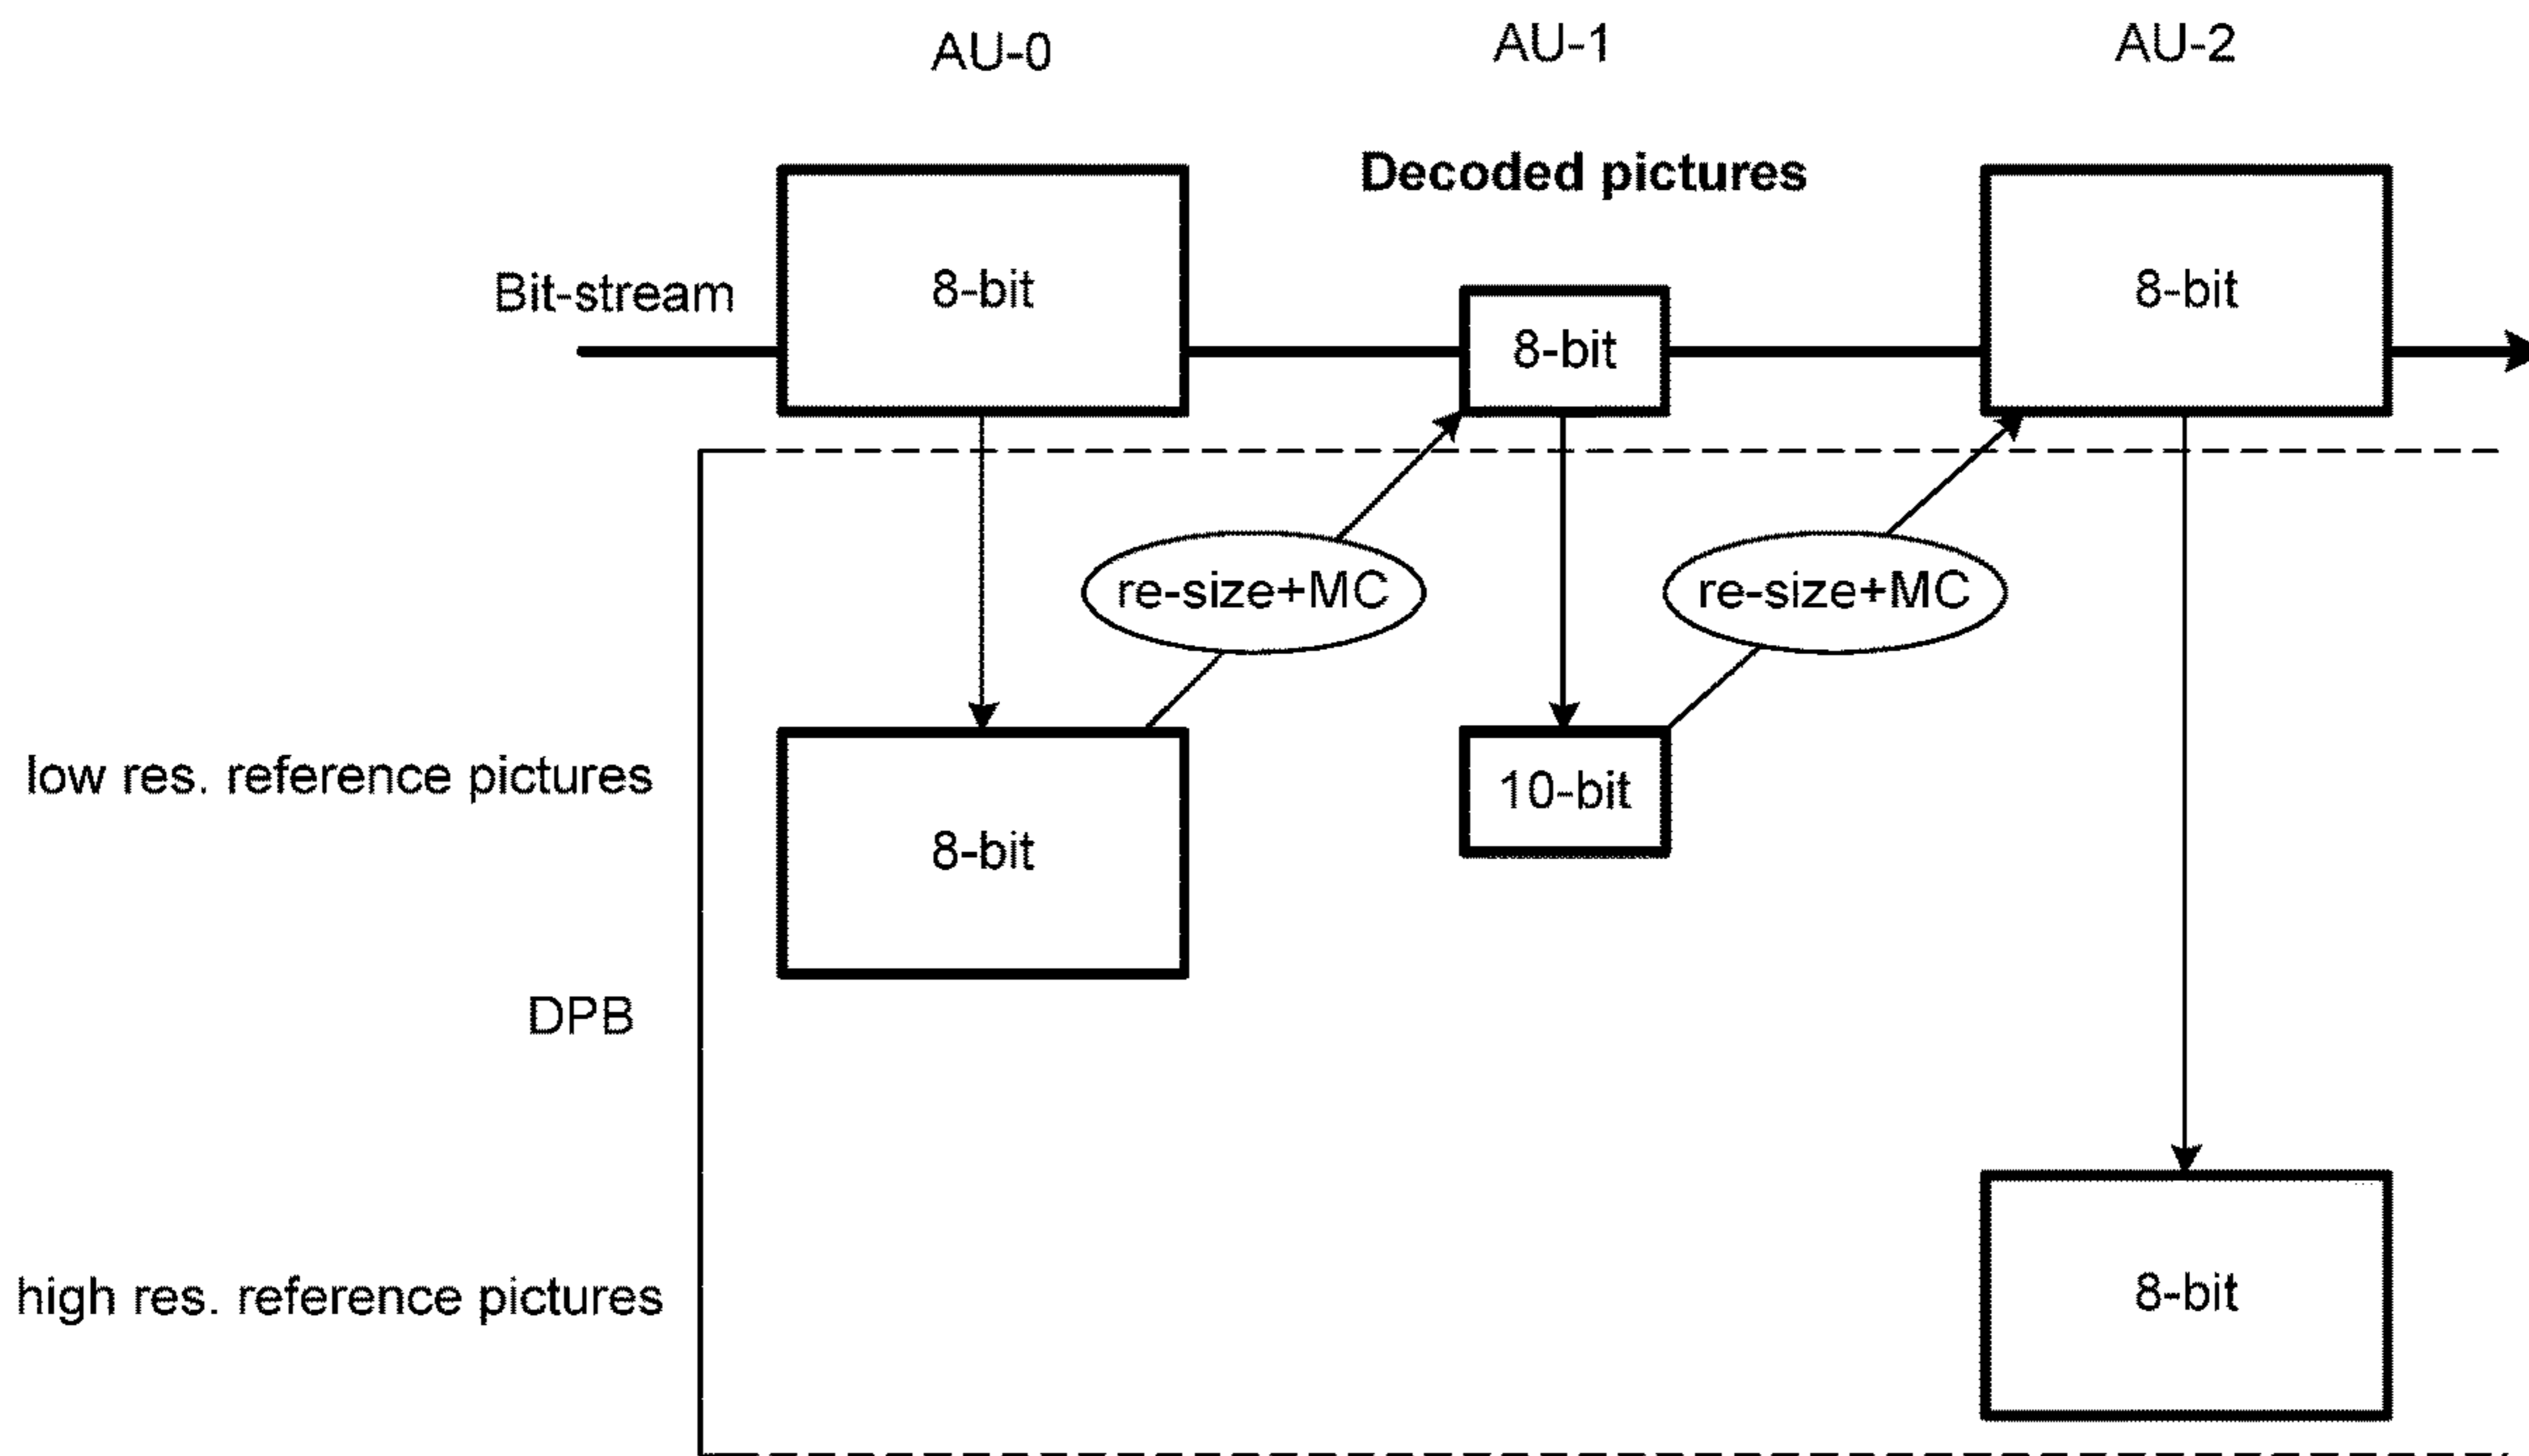 AU-0
AU-1
AU-2
Decoded pictures
Bit-stream
8-bit
8-bit
8-bit
re-size+MC
re-size+MC
low res. reference pictures
10-bit
8-bit
DPB
high res. reference pictures
8-bit